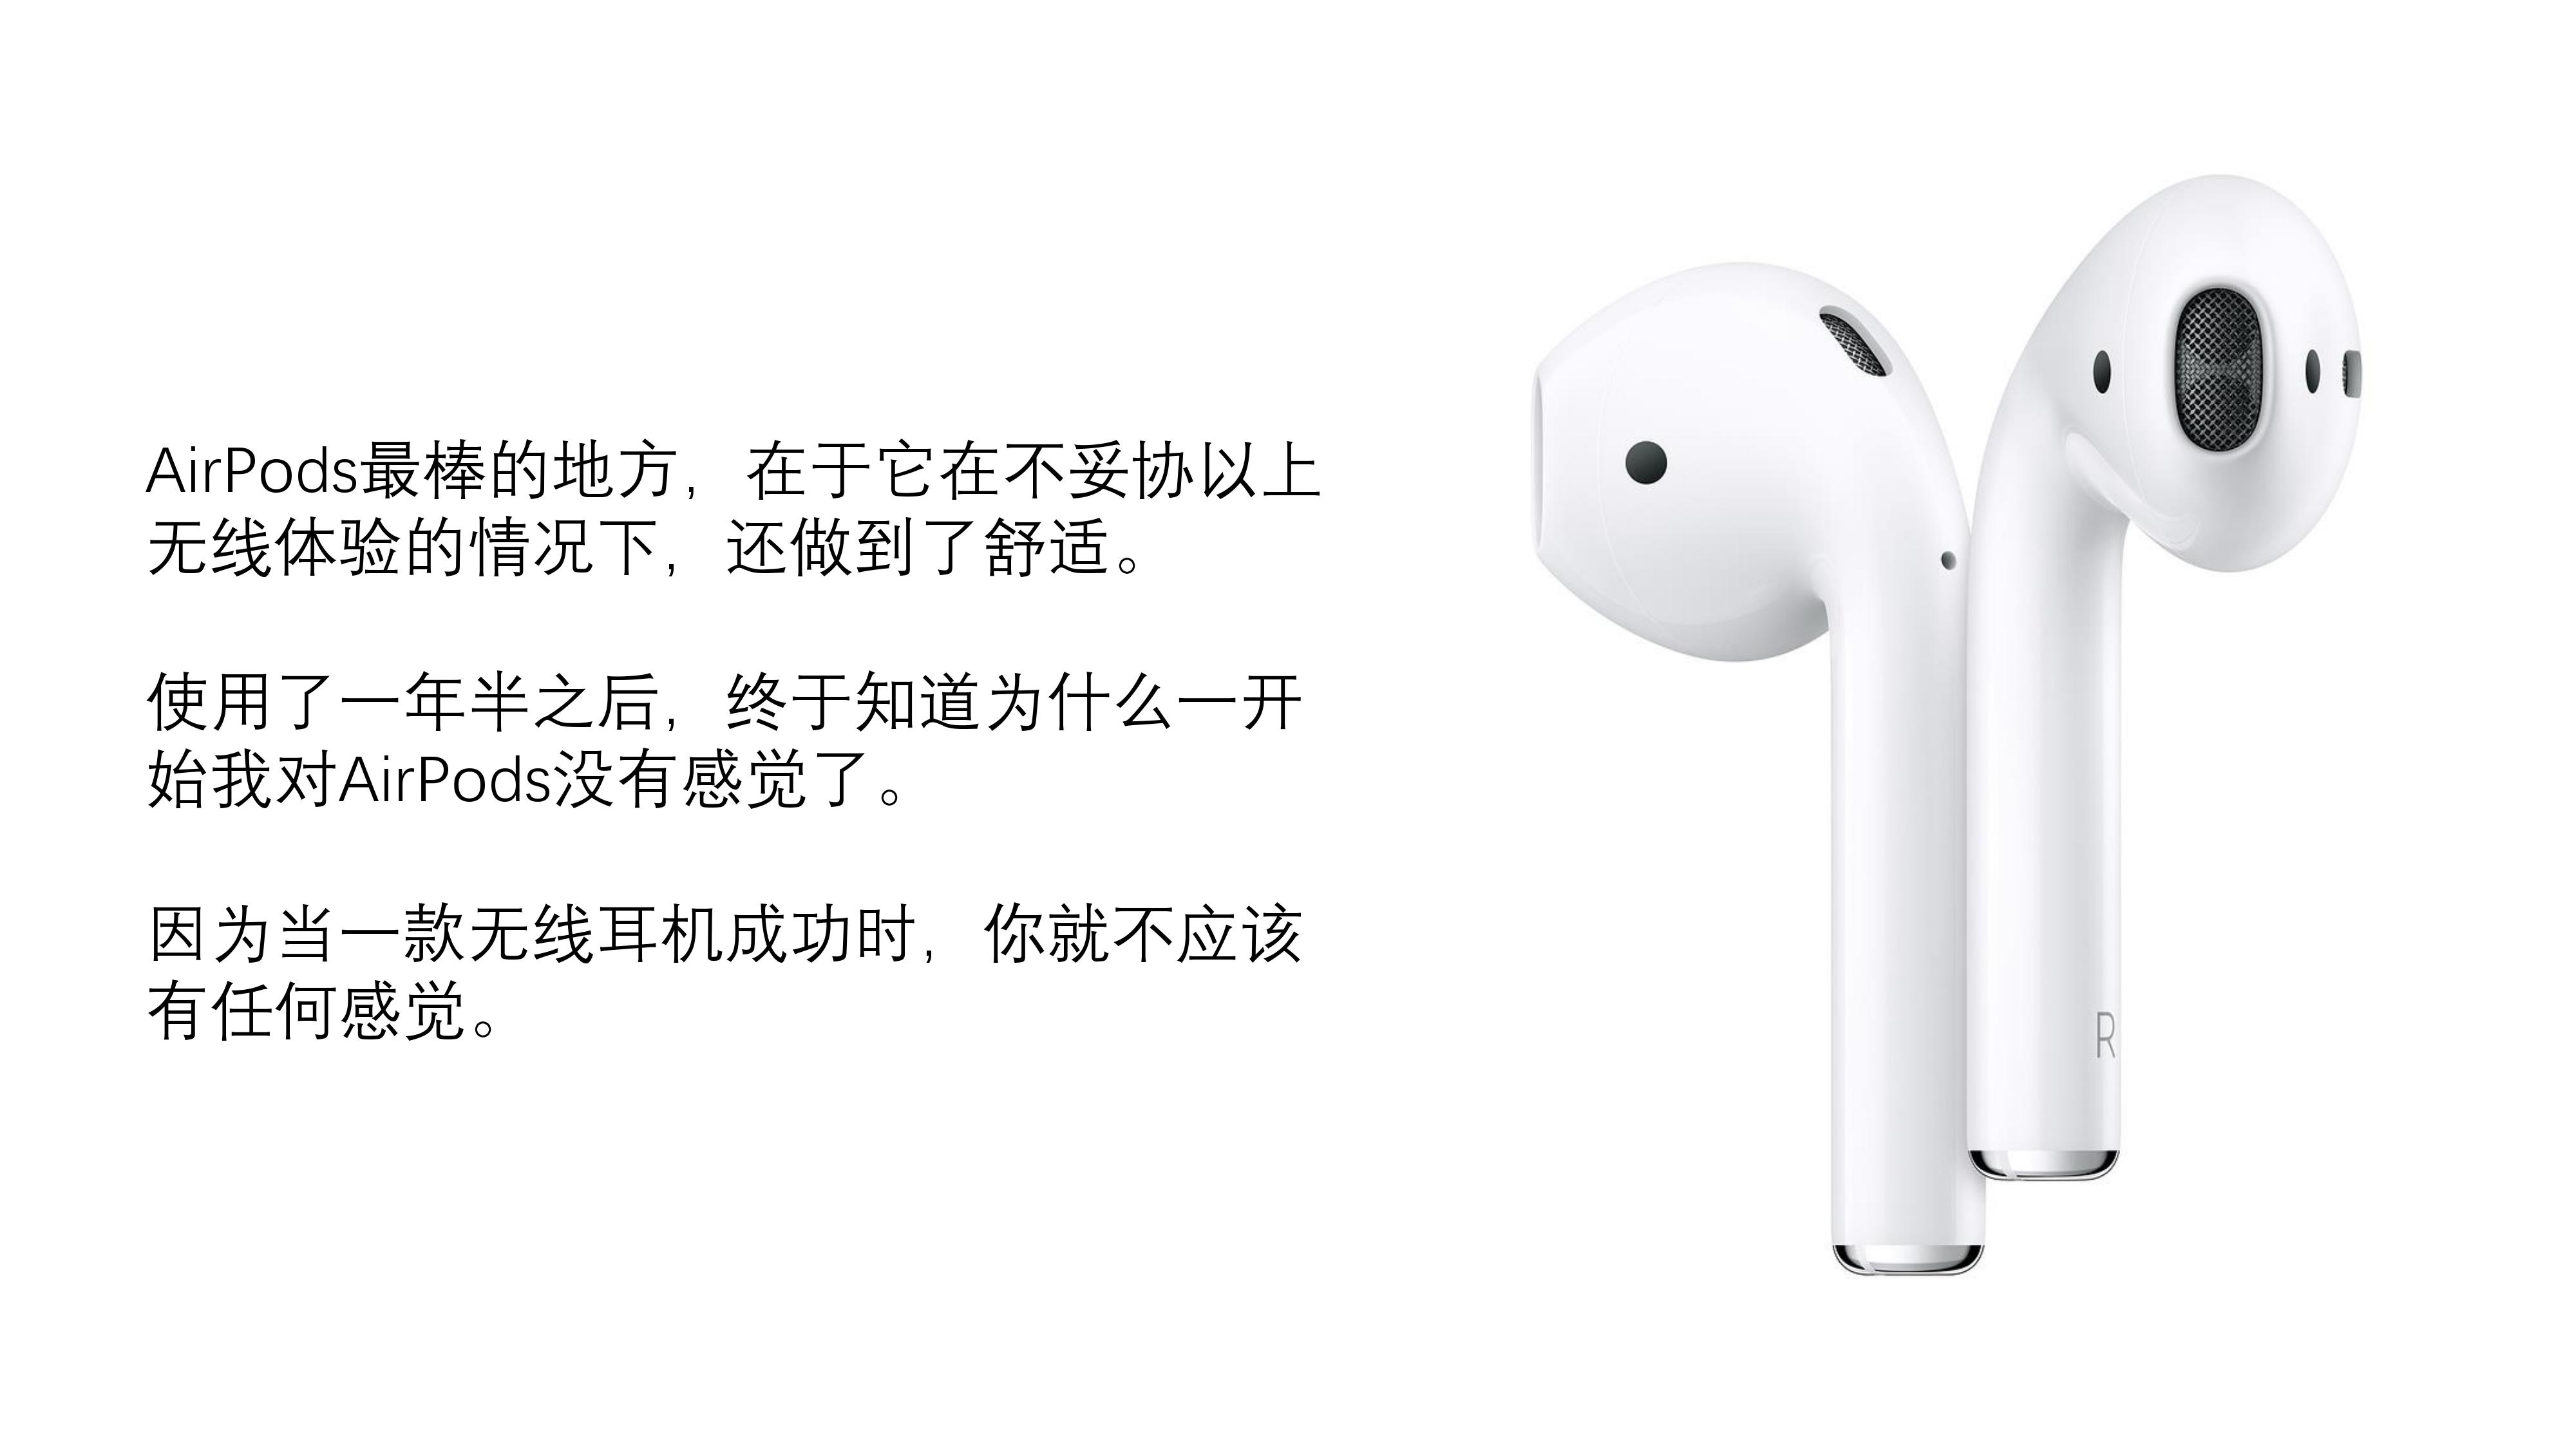 AirPods最棒的地方，在于它在不妥协以上
无线体验的情况下，还做到了舒适。
使用了一年半之后，终于知道为什么一开
始我对AirPods没有感觉了。
因为当一款无线耳机成功时，你就不应该
有任何感觉。
R